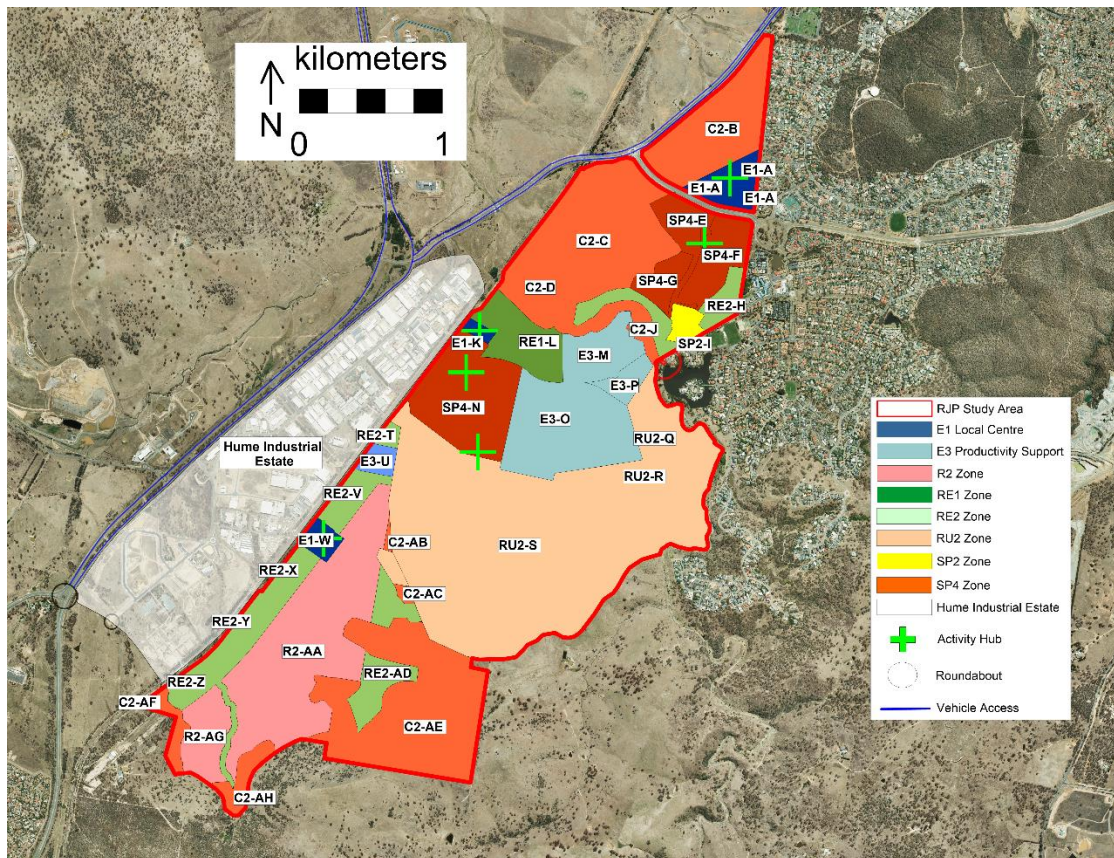 kilometers
N
0 1
C2-B
E1-A
E1-A
E1-A
SP4-E
C2-C
SP4-F
SP4-G
C2-D
RE2-H
C2-J
E1-K
RE1-L
SP2-I
E3-M
E3-P
SP4-N
E3-O
RE2-T
RU2-Q
Hume Industrial
Estate
E3-U
RU2-R
RE2-V
E1-W
C2-AB
RU2-S
RE2-X
C2-AC
RE2-Y
R2-AA
RE2-AD
RE2-Z
C2-AF
C2-AE
R2-AG
C2-AH
RJP Study Area
E1 Local Centre
E3 Productivity Support
R2 Zone
RE1 Zone
RE2 Zone
RU2 Zone
SP2 Zone
SP4 Zone
Hume Industrial Estate
Activity Hub
Roundabout
Vehicle Access